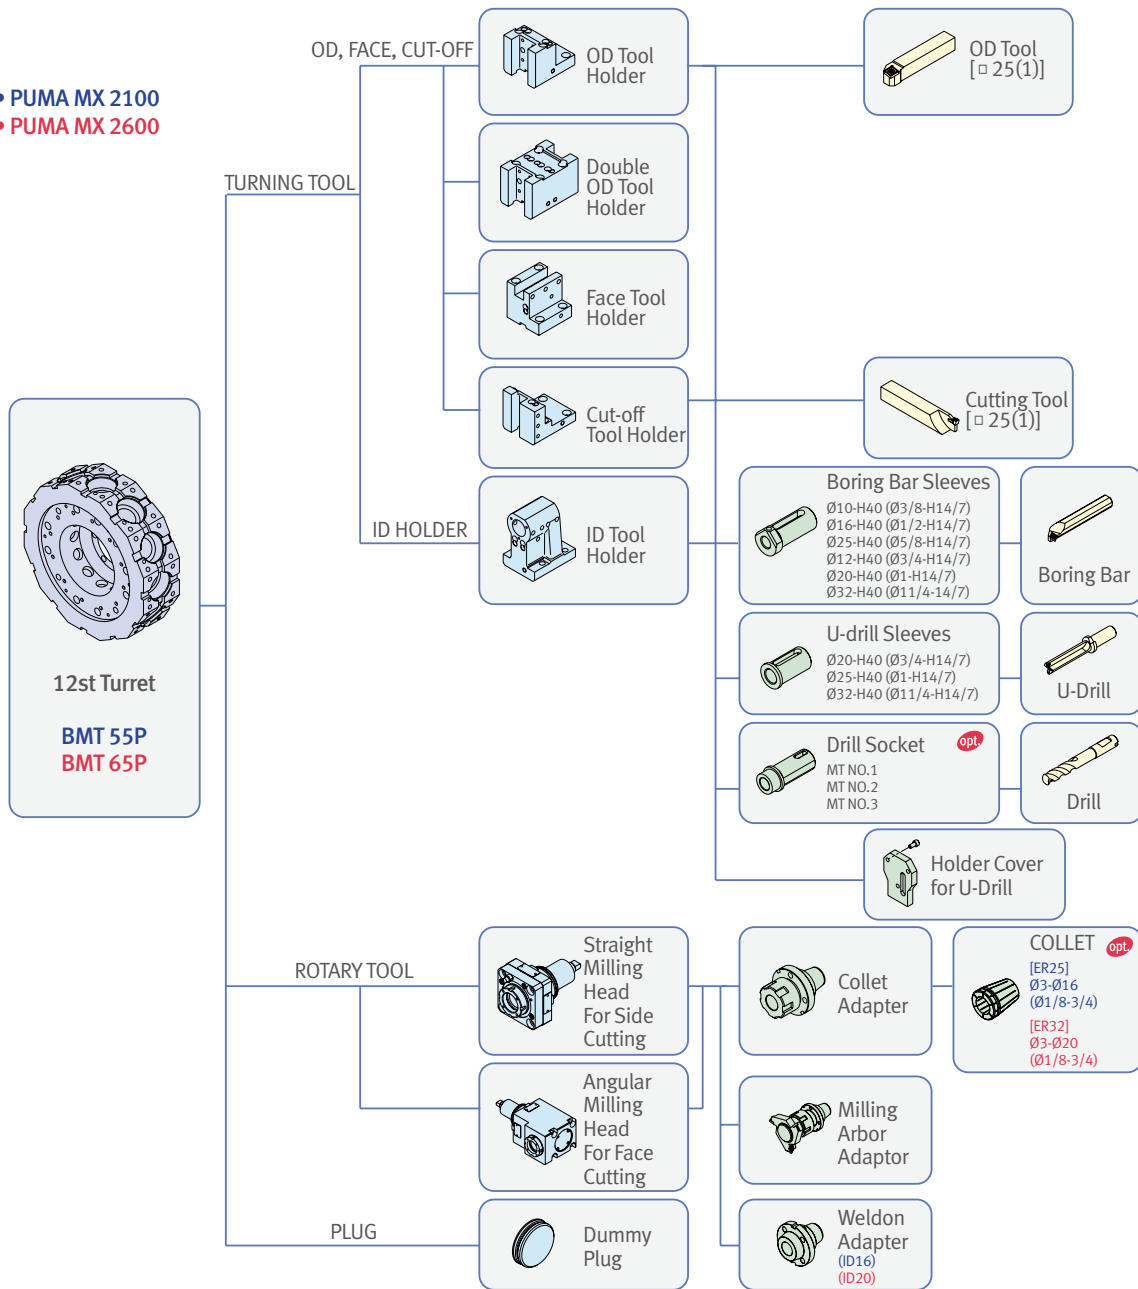 • PUMA MX 2100
• PUMA MX 2600
12st Turret
BMT 55P
BMT 65P
TURNING TOOL
OD, FACE, CUT-OFF
OD Tool
Holder
OD Tool
[□ 25(1)]
Double
OD Tool
Holder
Face Tool
Holder
Cut-off
Tool Holder
Cutting Tool
[□ 25(1)]
ID HOLDER
ID Tool
Holder
Boring Bar Sleeves
Ø10-H40 (Ø3/8-H14/7)
Ø16-H40 (Ø1/2-H14/7)
Ø25-H40 (Ø5/8-H14/7)
Ø12-H40 (Ø3/4-H14/7)
Ø20-H40 (Ø1-H14/7)
Ø32-H40 (Ø11/4-14/7)
Boring Bar
U-drill Sleeves
Ø20-H40 (Ø3/4-H14/7)
Ø25-H40 (Ø1-H14/7)
Ø32-H40 (Ø11/4-H14/7)
U-Drill
Drill Socket
opt.
MT NO.1
MT NO.2
MT NO.3
Drill
Holder Cover
for U-Drill
ROTARY TOOL
Straight
Milling
Head
For Side
Cutting
Collet
Adapter
COLLET
opt.
[ER25]
Ø3-Ø16
(Ø1/8-3/4)
[ER32]
Ø3-Ø20
(Ø1/8-3/4)
Angular
Milling
Head
For Face
Cutting
Milling
Arbor
Adaptor
PLUG
Dummy
Plug
Weldon
Adapter
(ID16)
(ID20)